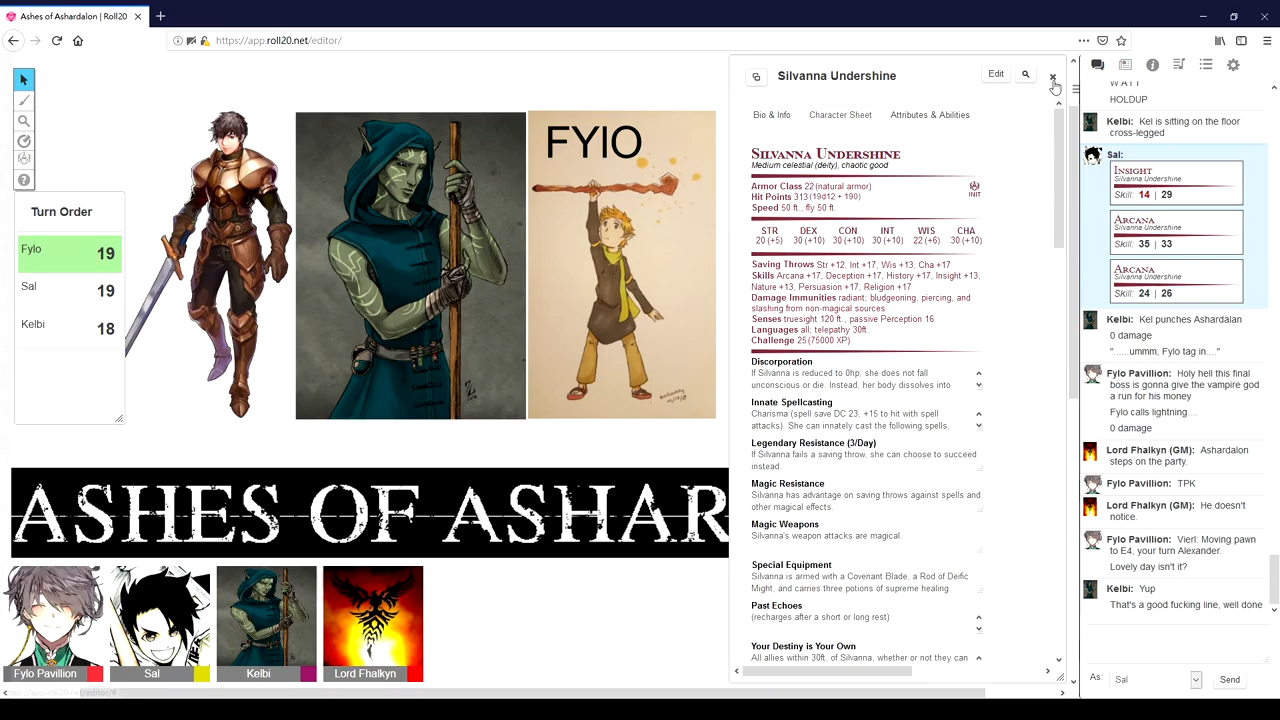 Ashes of Ashardalon | Roll20
https://app.roll20.net/editor/
Turn Order
Fylo 19
Sal 19
Kelbi 18
FYIO
ASHES OF ASHAR
Fylo Pavillion
Sal
Kelbi
Lord Fhalkyn
Silvanna Undershine
Edit
Bio & Info
Character Sheet
Attributes & Abilities
Silvanna Undershine
Medium celestial (deity), chaotic good
Armor Class 22 (natural armor)
INIT
Hit Points 313 (19d12 + 190)
Speed 50 ft., fly 50 ft.
STR DEX CON INT WIS CHA
20 (+5) 30 (+10) 30 (+10) 30 (+10) 22 (+6) 30 (+10)
Saving Throws Str +12, Int +17, Wis +13, Cha +17
Skills Arcana +17, Deception +17, History +17, Insight +13,
Nature +13, Persuasion +17, Religion +17
Damage Immunities radiant; bludgeoning, piercing, and
slashing from non-magical sources
Senses truesight 120 ft., passive Perception 16
Languages all; telepathy 30ft.
Challenge 25 (75000 XP)
Discorporation
If Silvanna is reduced to 0hp, she does not fall
unconscious or die. Instead, her body dissolves into
Innate Spellcasting
Charisma (spell save DC 23, +15 to hit with spell
attacks). She can innately cast the following spells,
Legendary Resistance (3/Day)
If Silvanna fails a saving throw, she can choose to succeed
instead.
Magic Resistance
Silvanna has advantage on saving throws against spells and
other magical effects.
Magic Weapons
Silvanna's weapon attacks are magical.
Special Equipment
Silvanna is armed with a Covenant Blade, a Rod of Deific
Might, and carries three potions of supreme healing.
Past Echoes
(recharges after a short or long rest)
Your Destiny is Your Own
All allies within 30ft. of Silvanna, whether or not they can
WAIT
HOLDUP
Kelbi: Kel is sitting on the floor
cross-legged
Sal:
Insight
Silvanna Undershine
Skill: 14 | 29
Arcana
Silvanna Undershine
Skill: 35 | 33
Arcana
Silvanna Undershine
Skill: 24 | 26
Kelbi: Kel punches Ashardalan
0 damage
"......ummm, Fylo tag in...."
Fylo Pavillion: Holy hell this final
boss is gonna give the vampire god
a run for his money
Fylo calls lightning....
0 damage
Lord Fhalkyn (GM): Ashardalon
steps on the party.
Fylo Pavillion: TPK
Lord Fhalkyn (GM): He doesn't
notice.
Fylo Pavillion: Vierl: Moving pawn
to E4, your turn Alexander.
Lovely day isn't it?
Kelbi: Yup
That's a good fucking line, well done
As: Sal
Send